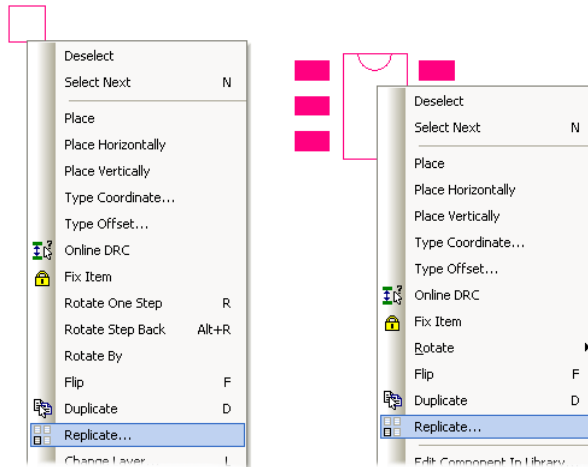 Deselect
Select Next N
Place
Place Horizontally
Place Vertically
Type Coordinate...
Type Offset...
Online DRC
Fix Item
Rotate One Step R
Rotate Step Back Alt+R
Rotate By
Flip F
Duplicate D
Replicate...
Change Layer... L
Deselect
Select Next N
Place
Place Horizontally
Place Vertically
Type Coordinate...
Type Offset...
Online DRC
Fix Item
Rotate
Flip F
Duplicate D
Replicate...
Edit Component In Library